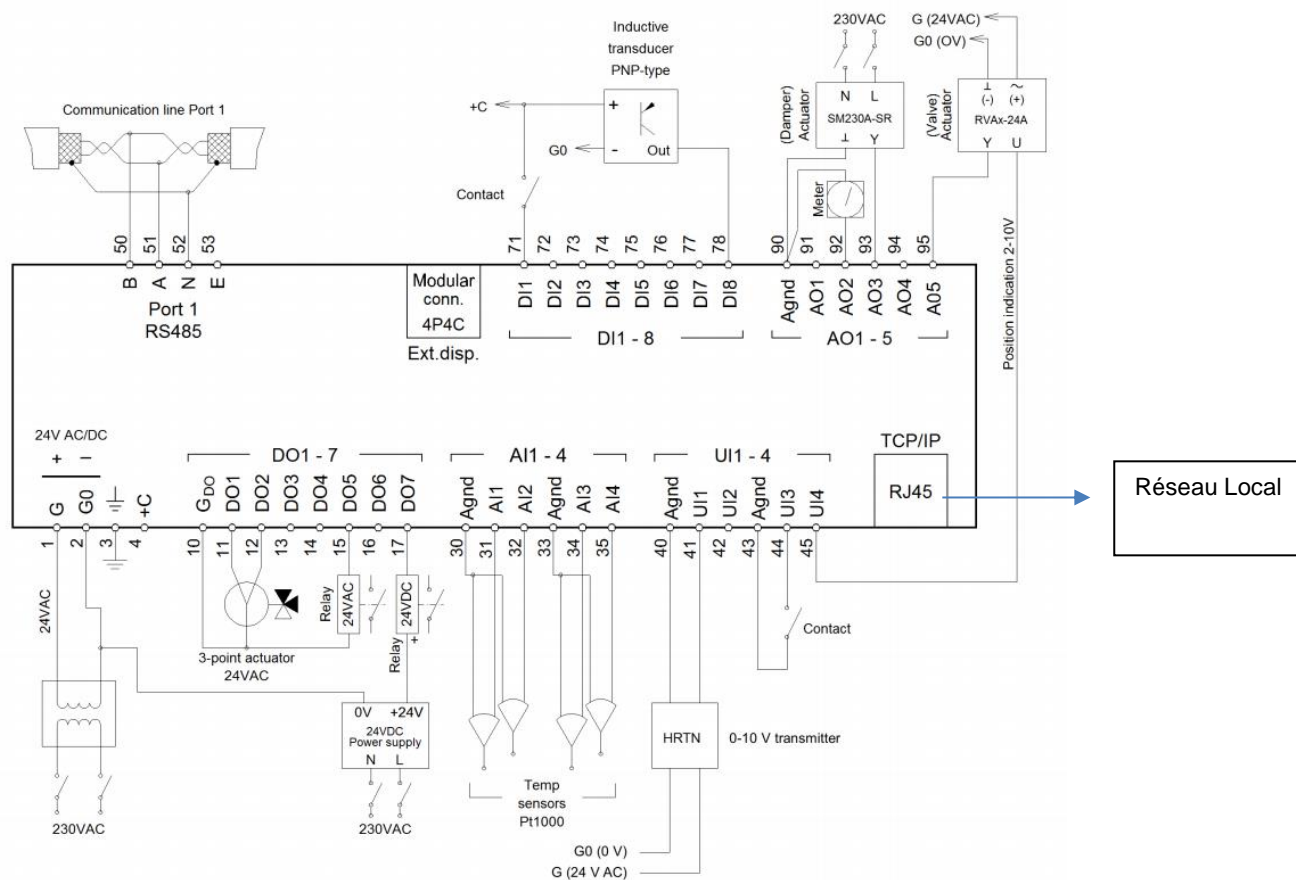 230VAC
G (24VAC)
G0 (OV)
Inductive
transducer
PNP-type
Communication line Port 1
+C
G0
+
-
Out
Contact
(Damper)
Actuator
N L
SM230A-SR
⊥ Y
Meter
(Valve)
Actuator
⊥ ~
(-) (+)
RVAx-24A
Y U
Position indication 2-10V
50 51 52 53
71 72 73 74 75 76 77 78
90 91 92 93 94 95
B A N E
Port 1
RS485
Modular
conn.
4P4C
Ext.disp.
DI1 DI2 DI3 DI4 DI5 DI6 DI7 DI8
DI1 - 8
Agnd AO1 AO2 AO3 AO4 A05
AO1 - 5
24V AC/DC
+ −
G G0 +C
DO1 - 7
GDO DO1 DO2 DO3 DO4 DO5 DO6 DO7
AI1 - 4
Agnd AI1 AI2 Agnd AI3 AI4
UI1 - 4
Agnd UI1 UI2 Agnd UI3 UI4
TCP/IP
RJ45
Réseau Local
1 2 3 4
10 11 12 13 14 15 16 17
30 31 32 33 34 35
40 41 42 43 44 45
24VAC
3-point actuator
24VAC
Relay
24VAC
Relay
24VDC
+
0V +24V
24VDC
Power supply
N L
230VAC
230VAC
Temp
sensors
Pt1000
HRTN
0-10 V transmitter
Contact
G0 (0 V)
G (24 V AC)